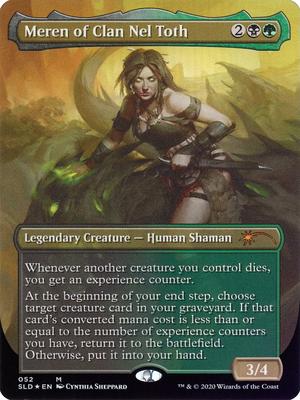 Meren of Clan Nel Toth 2
Legendary Creature — Human Shaman
Whenever another creature you control dies,
you get an experience counter.
At the beginning of your end step, choose
target creature card in your graveyard. If that
card's converted mana cost is less than or
equal to the number of experience counters
you have, return it to the battlefield.
Otherwise, put it into your hand.
3/4
052 M
SLD ★ EN Cynthia Sheppard
™ & © 2020 Wizards of the Coast